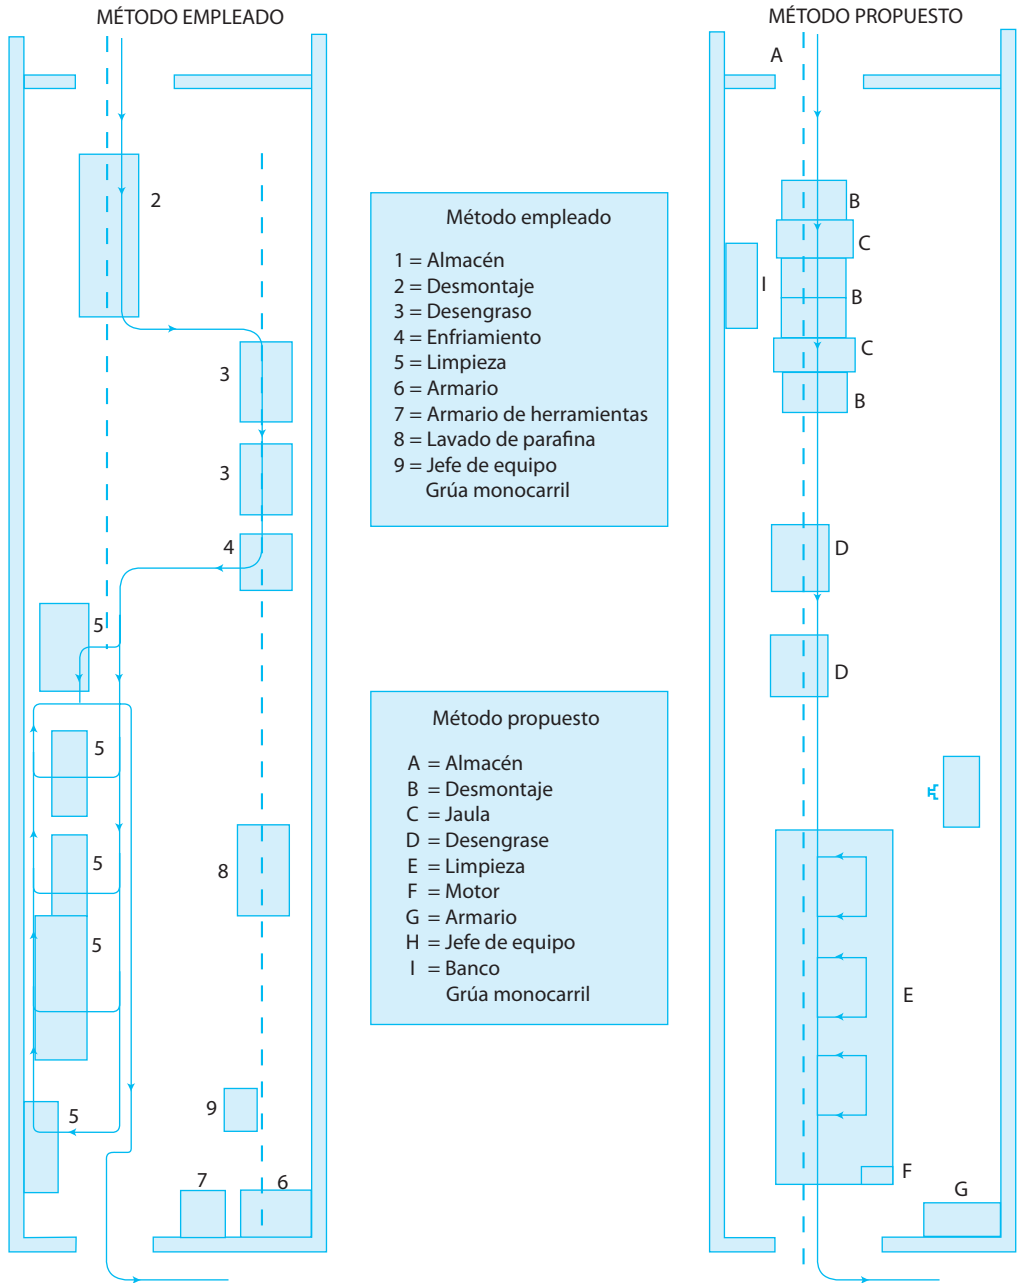 MÉTODO EMPLEADO
2
3
3
4
5
5
5
5
5
8
9
7
6
Método empleado
1 = Almacén
2 = Desmontaje
3 = Desengraso
4 = Enfriamiento
5 = Limpieza
6 = Armario
7 = Armario de herramientas
8 = Lavado de parafina
9 = Jefe de equipo
Grúa monocarril
Método propuesto
A = Almacén
B = Desmontaje
C = Jaula
D = Desengrase
E = Limpieza
F = Motor
G = Armario
H = Jefe de equipo
I = Banco
Grúa monocarril
MÉTODO PROPUESTO
A
B
C
I
B
C
B
D
D
E
F
G